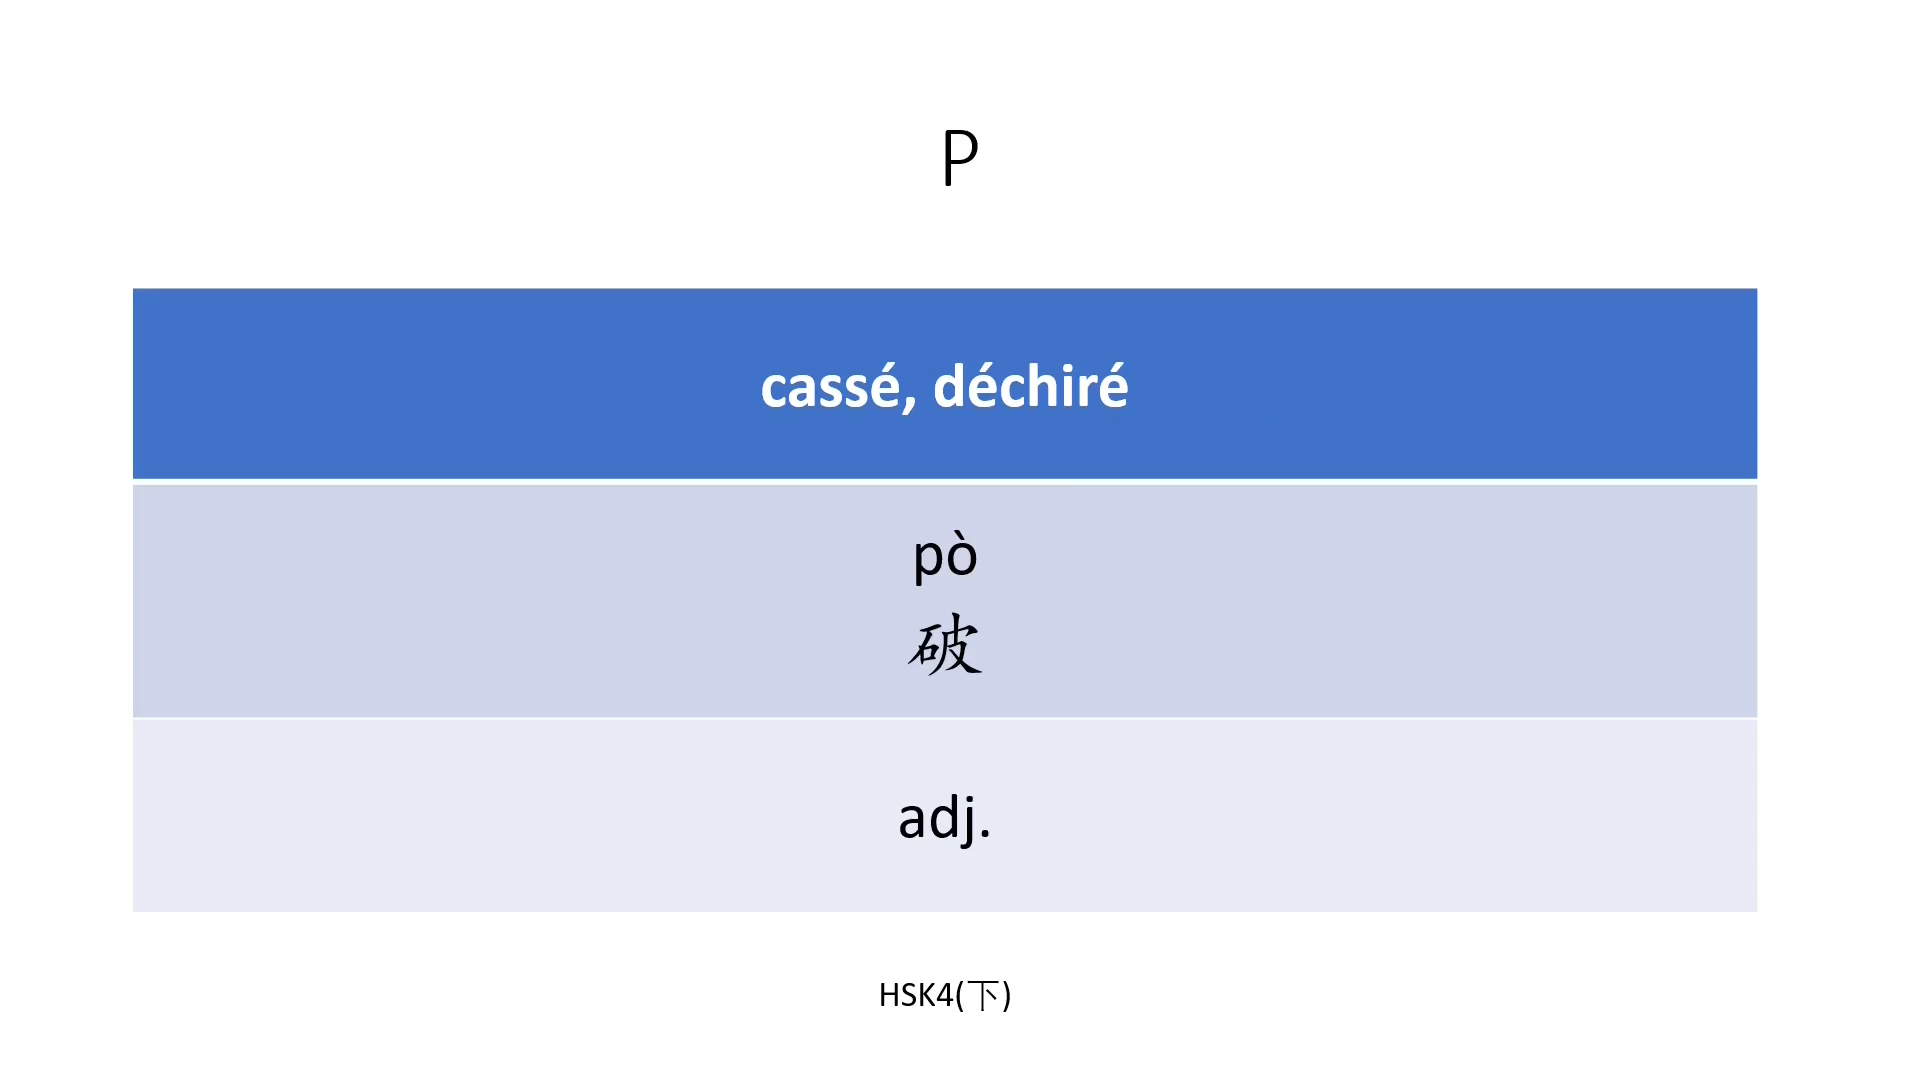 P
cassé, déchiré
pò
破
adj.
HSK4(下)